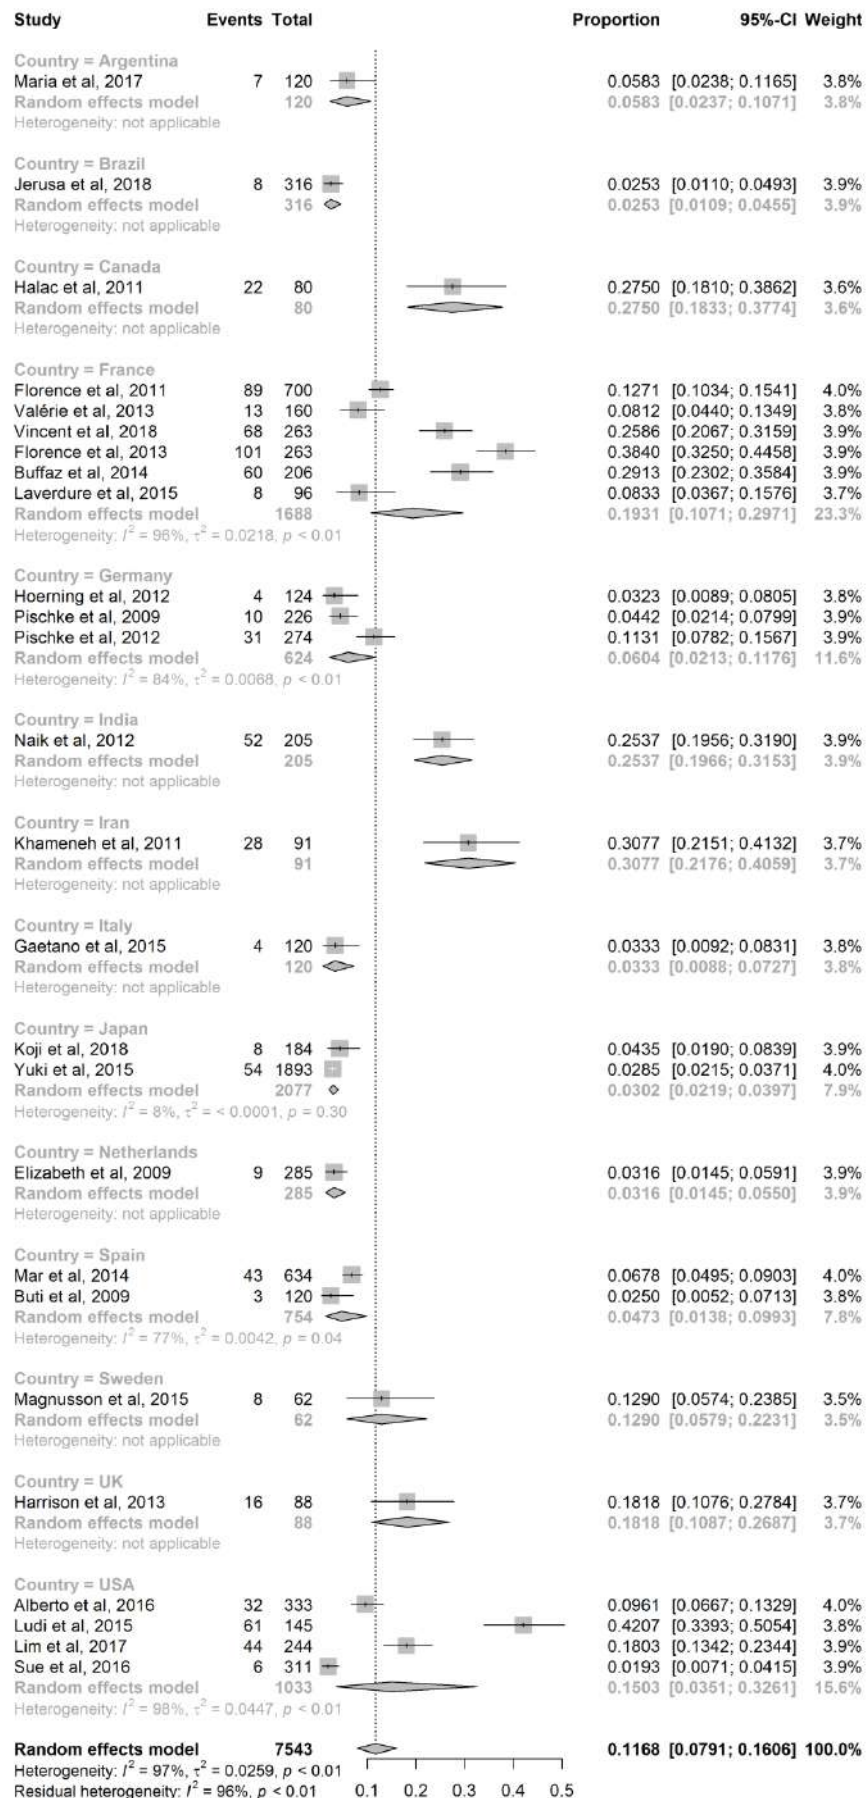 Study Events Total Proportion 95%-CI Weight
Country = Argentina
Maria et al, 2017 7 120 0.0583 [0.0238; 0.1165] 3.8%
Random effects model 120 0.0583 [0.0237; 0.1071] 3.8%
Heterogeneity: not applicable
Country = Brazil
Jerusa et al, 2018 8 316 0.0253 [0.0110; 0.0493] 3.9%
Random effects model 316 0.0253 [0.0109; 0.0455] 3.9%
Heterogeneity: not applicable
Country = Canada
Halac et al, 2011 22 80 0.2750 [0.1810; 0.3862] 3.6%
Random effects model 80 0.2750 [0.1833; 0.3774] 3.6%
Heterogeneity: not applicable
Country = France
Florence et al, 2011 89 700 0.1271 [0.1034; 0.1541] 4.0%
Valérie et al, 2013 13 160 0.0812 [0.0440; 0.1349] 3.8%
Vincent et al, 2018 68 263 0.2586 [0.2067; 0.3159] 3.9%
Florence et al, 2013 101 263 0.3840 [0.3250; 0.4458] 3.9%
Buffaz et al, 2014 60 206 0.2913 [0.2302; 0.3584] 3.9%
Laverdure et al, 2015 8 96 0.0833 [0.0367; 0.1576] 3.7%
Random effects model 1688 0.1931 [0.1071; 0.2971] 23.3%
Heterogeneity: I² = 96%, τ² = 0.0218, p < 0.01
Country = Germany
Hoerning et al, 2012 4 124 0.0323 [0.0089; 0.0805] 3.8%
Pischke et al, 2009 10 226 0.0442 [0.0214; 0.0799] 3.9%
Pischke et al, 2012 31 274 0.1131 [0.0782; 0.1567] 3.9%
Random effects model 624 0.0604 [0.0213; 0.1176] 11.6%
Heterogeneity: I² = 84%, τ² = 0.0068, p < 0.01
Country = India
Naik et al, 2012 52 205 0.2537 [0.1956; 0.3190] 3.9%
Random effects model 205 0.2537 [0.1966; 0.3153] 3.9%
Heterogeneity: not applicable
Country = Iran
Khameneh et al, 2011 28 91 0.3077 [0.2151; 0.4132] 3.7%
Random effects model 91 0.3077 [0.2176; 0.4059] 3.7%
Heterogeneity: not applicable
Country = Italy
Gaetano et al, 2015 4 120 0.0333 [0.0092; 0.0831] 3.8%
Random effects model 120 0.0333 [0.0088; 0.0727] 3.8%
Heterogeneity: not applicable
Country = Japan
Koji et al, 2018 8 184 0.0435 [0.0190; 0.0839] 3.9%
Yuki et al, 2015 54 1893 0.0285 [0.0215; 0.0371] 4.0%
Random effects model 2077 0.0302 [0.0219; 0.0397] 7.9%
Heterogeneity: I² = 8%, τ² = < 0.0001, p = 0.30
Country = Netherlands
Elizabeth et al, 2009 9 285 0.0316 [0.0145; 0.0591] 3.9%
Random effects model 285 0.0316 [0.0145; 0.0550] 3.9%
Heterogeneity: not applicable
Country = Spain
Mar et al, 2014 43 634 0.0678 [0.0495; 0.0903] 4.0%
Buti et al, 2009 3 120 0.0250 [0.0052; 0.0713] 3.8%
Random effects model 754 0.0473 [0.0138; 0.0993] 7.8%
Heterogeneity: I² = 77%, τ² = 0.0042, p = 0.04
Country = Sweden
Magnusson et al, 2015 8 62 0.1290 [0.0574; 0.2385] 3.5%
Random effects model 62 0.1290 [0.0579; 0.2231] 3.5%
Heterogeneity: not applicable
Country = UK
Harrison et al, 2013 16 88 0.1818 [0.1076; 0.2784] 3.7%
Random effects model 88 0.1818 [0.1087; 0.2687] 3.7%
Heterogeneity: not applicable
Country = USA
Alberto et al, 2016 32 333 0.0961 [0.0667; 0.1329] 4.0%
Ludi et al, 2015 61 145 0.4207 [0.3393; 0.5054] 3.8%
Lim et al, 2017 44 244 0.1803 [0.1342; 0.2344] 3.9%
Sue et al, 2016 6 311 0.0193 [0.0071; 0.0415] 3.9%
Random effects model 1033 0.1503 [0.0351; 0.3261] 15.6%
Heterogeneity: I² = 98%, τ² = 0.0447, p < 0.01
Random effects model 7543 0.1168 [0.0791; 0.1606] 100.0%
Heterogeneity: I² = 97%, τ² = 0.0259, p < 0.01
Residual heterogeneity: I² = 96%, p < 0.01 0.1 0.2 0.3 0.4 0.5